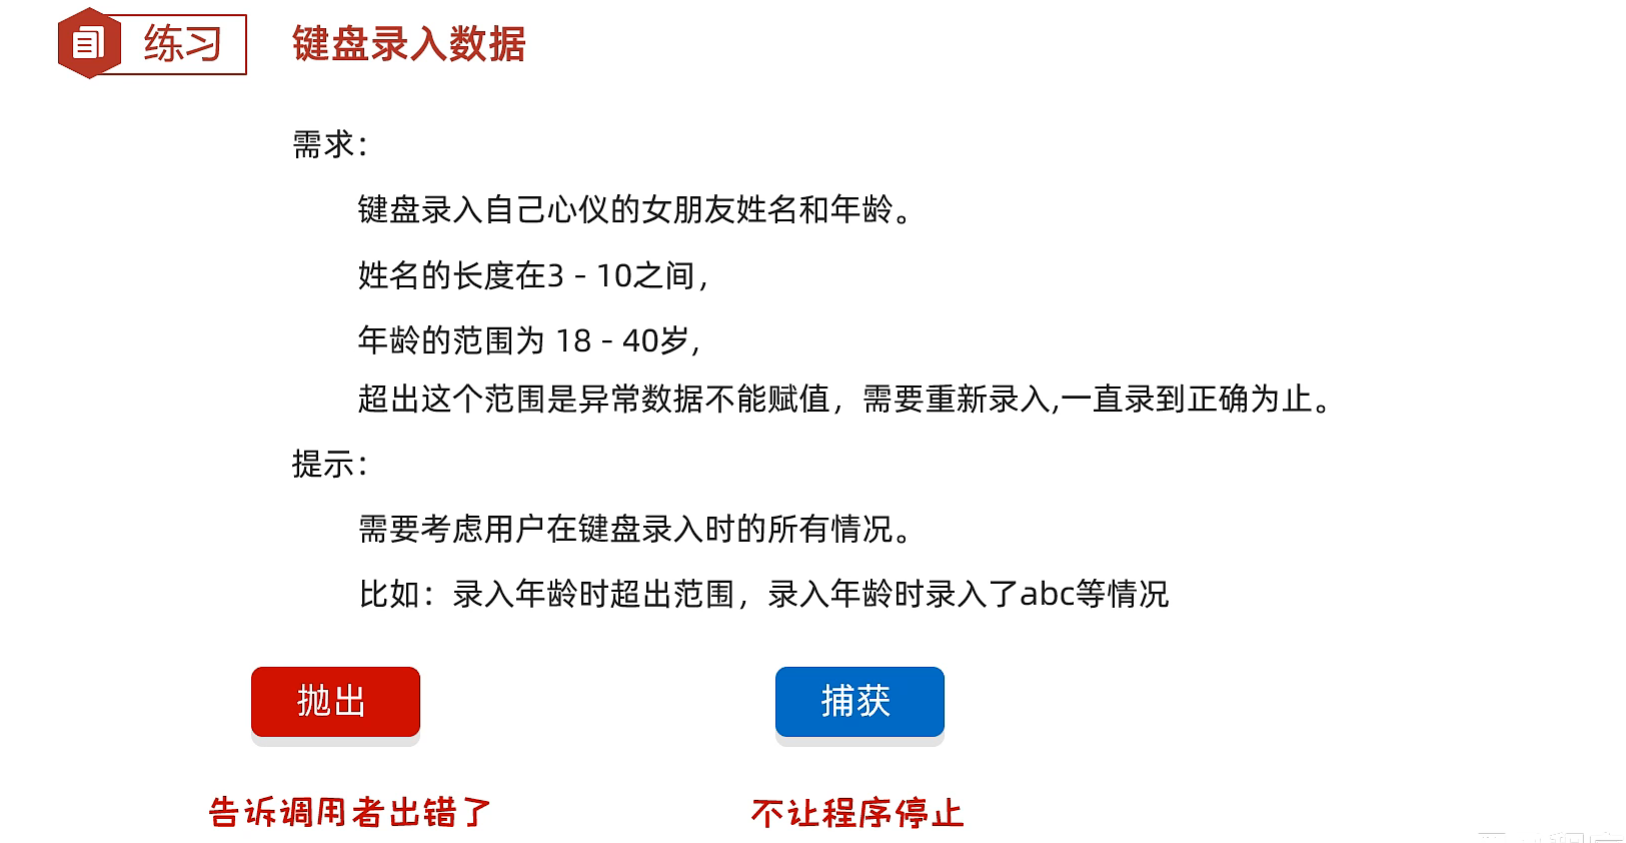 练习
键盘录入数据
需求：
键盘录入自己心仪的女朋友姓名和年龄。
姓名的长度在3 - 10之间，
年龄的范围为 18 - 40岁，
超出这个范围是异常数据不能赋值，需要重新录入,一直录到正确为止。
提示：
需要考虑用户在键盘录入时的所有情况。
比如：录入年龄时超出范围，录入年龄时录入了abc等情况
抛出
捕获
告诉调用者出错了
不让程序停止